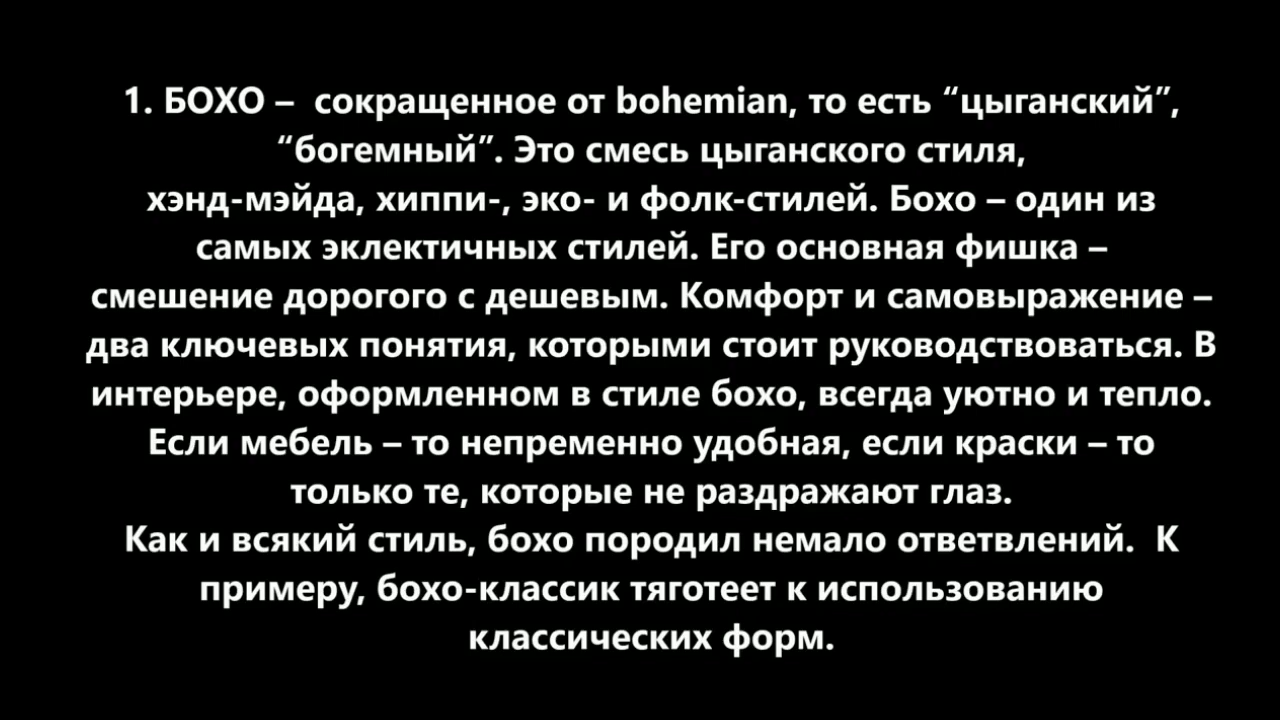 1. БОХО –  сокращенное от bohemian, то есть “цыганский”,
“богемный”. Это смесь цыганского стиля,
хэнд-мэйда, хиппи-, эко- и фолк-стилей. Бохо – один из
самых эклектичных стилей. Его основная фишка –
смешение дорогого с дешевым. Комфорт и самовыражение –
два ключевых понятия, которыми стоит руководствоваться. В
интерьере, оформленном в стиле бохо, всегда уютно и тепло.
Если мебель – то непременно удобная, если краски – то
только те, которые не раздражают глаз.
Как и всякий стиль, бохо породил немало ответвлений.  К
примеру, бохо-классик тяготеет к использованию
классических форм.